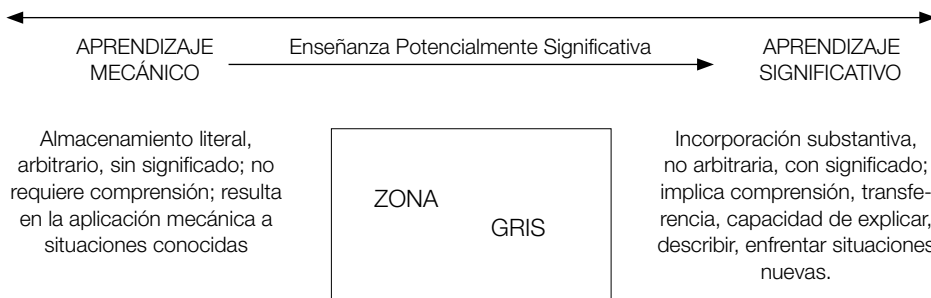 APRENDIZAJE
MECÁNICO
Enseñanza Potencialmente Significativa
APRENDIZAJE
SIGNIFICATIVO
Almacenamiento literal,
arbitrario, sin significado; no
requiere comprensión; resulta
en la aplicación mecánica a
situaciones conocidas
ZONA
GRIS
Incorporación substantiva,
no arbitraria, con significado;
implica comprensión, transfe-
rencia, capacidad de explicar,
describir, enfrentar situaciones
nuevas.